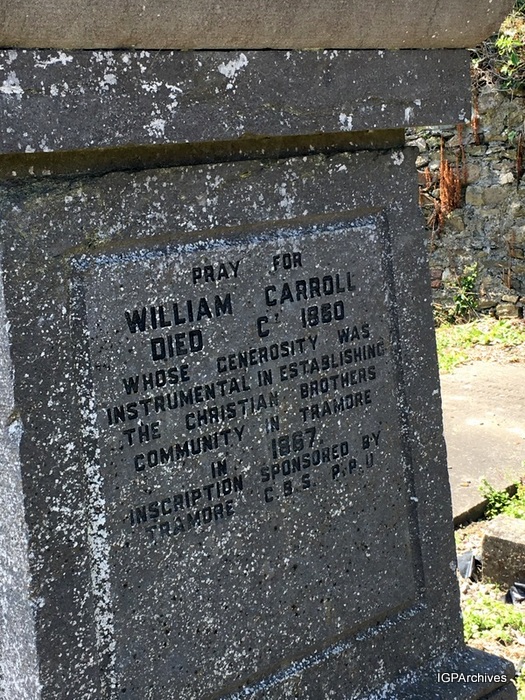 PRAY FOR
WILLIAM CARROLL
DIED C' 1860
WHOSE GENEROSITY WAS
INSTRUMENTAL IN ESTABLISHING
THE CHRISTIAN BROTHERS
COMMUNITY IN TRAMORE
IN 1867.
INSCRIPTION SPONSORED BY
TRAMORE C.B.S. P.P.U
IGPArchives